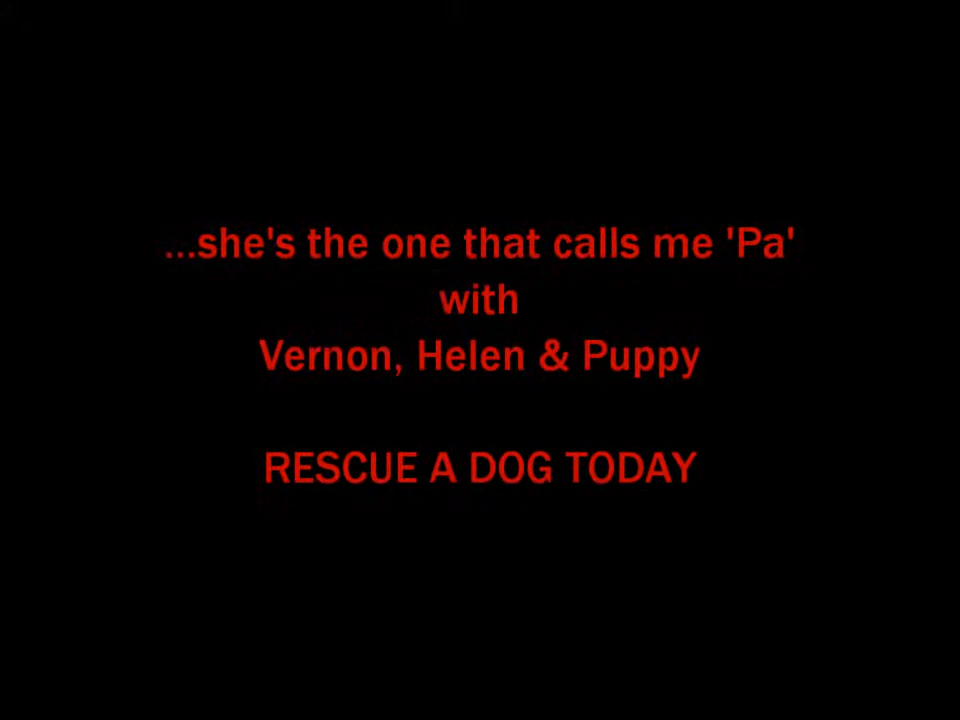 ...she's the one that calls me 'Pa'
with
Vernon, Helen & Puppy
RESCUE A DOG TODAY